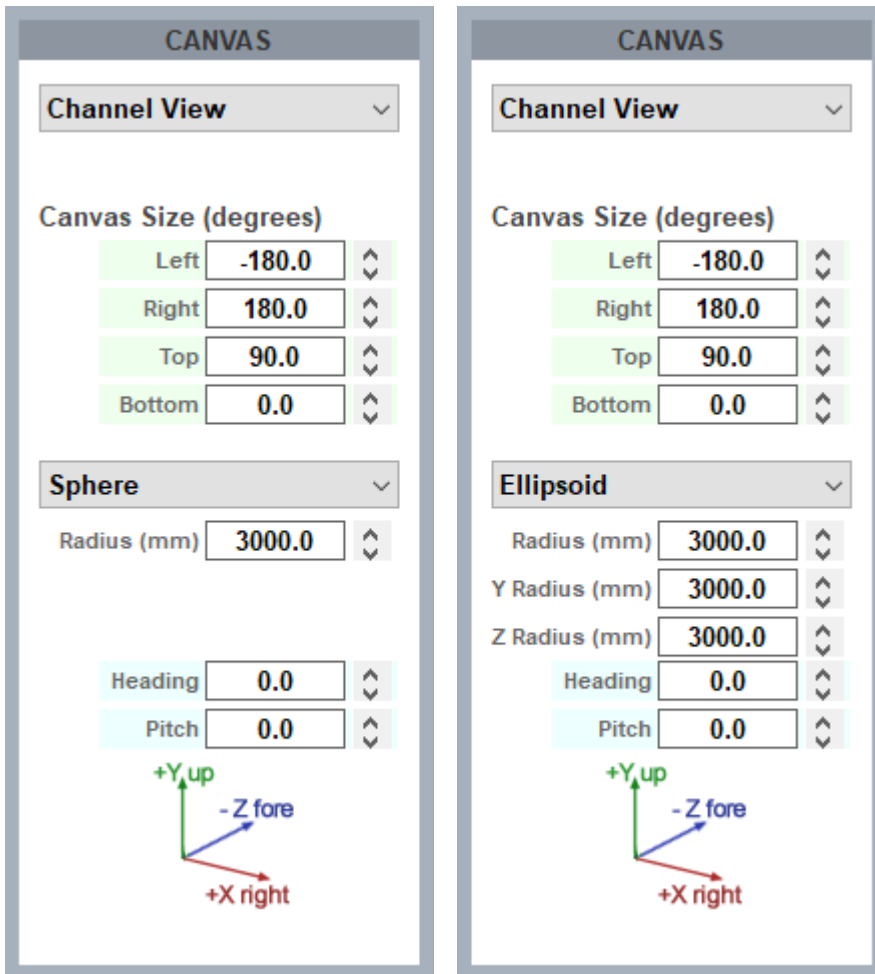 CANVAS
Channel View
Canvas Size (degrees)
Left -180.0
Right 180.0
Top 90.0
Bottom 0.0
Sphere
Radius (mm) 3000.0
Heading 0.0
Pitch 0.0
+Y up
- Z fore
+X right
CANVAS
Channel View
Canvas Size (degrees)
Left -180.0
Right 180.0
Top 90.0
Bottom 0.0
Ellipsoid
Radius (mm) 3000.0
Y Radius (mm) 3000.0
Z Radius (mm) 3000.0
Heading 0.0
Pitch 0.0
+Y up
- Z fore
+X right